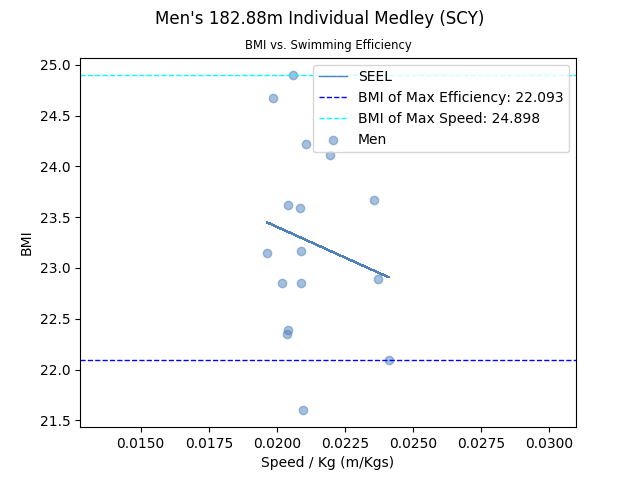 Men's 182.88m Individual Medley (SCY)
BMI vs. Swimming Efficiency
25.0
24.5
24.0
23.5
23.0
22.5
22.0
21.5
BMI
SEEL
BMI of Max Efficiency: 22.093
BMI of Max Speed: 24.898
Men
0.0150 0.0175 0.0200 0.0225 0.0250 0.0275 0.0300
Speed / Kg (m/Kgs)